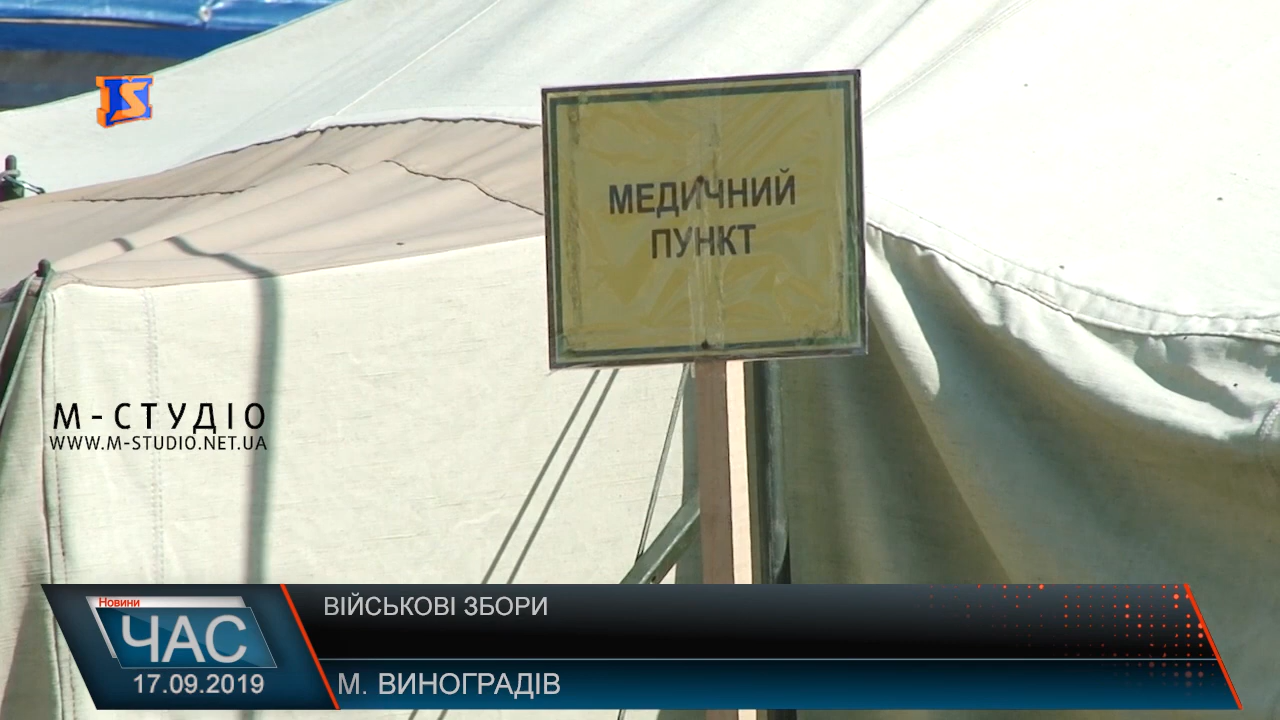 МЕДИЧНИЙ
ПУНКТ
М-СТУДІО
WWW.M-STUDIO.NET.UA
Новини
ЧАС
17.09.2019
ВІЙСЬКОВІ ЗБОРИ
М. ВИНОГРАДІВ